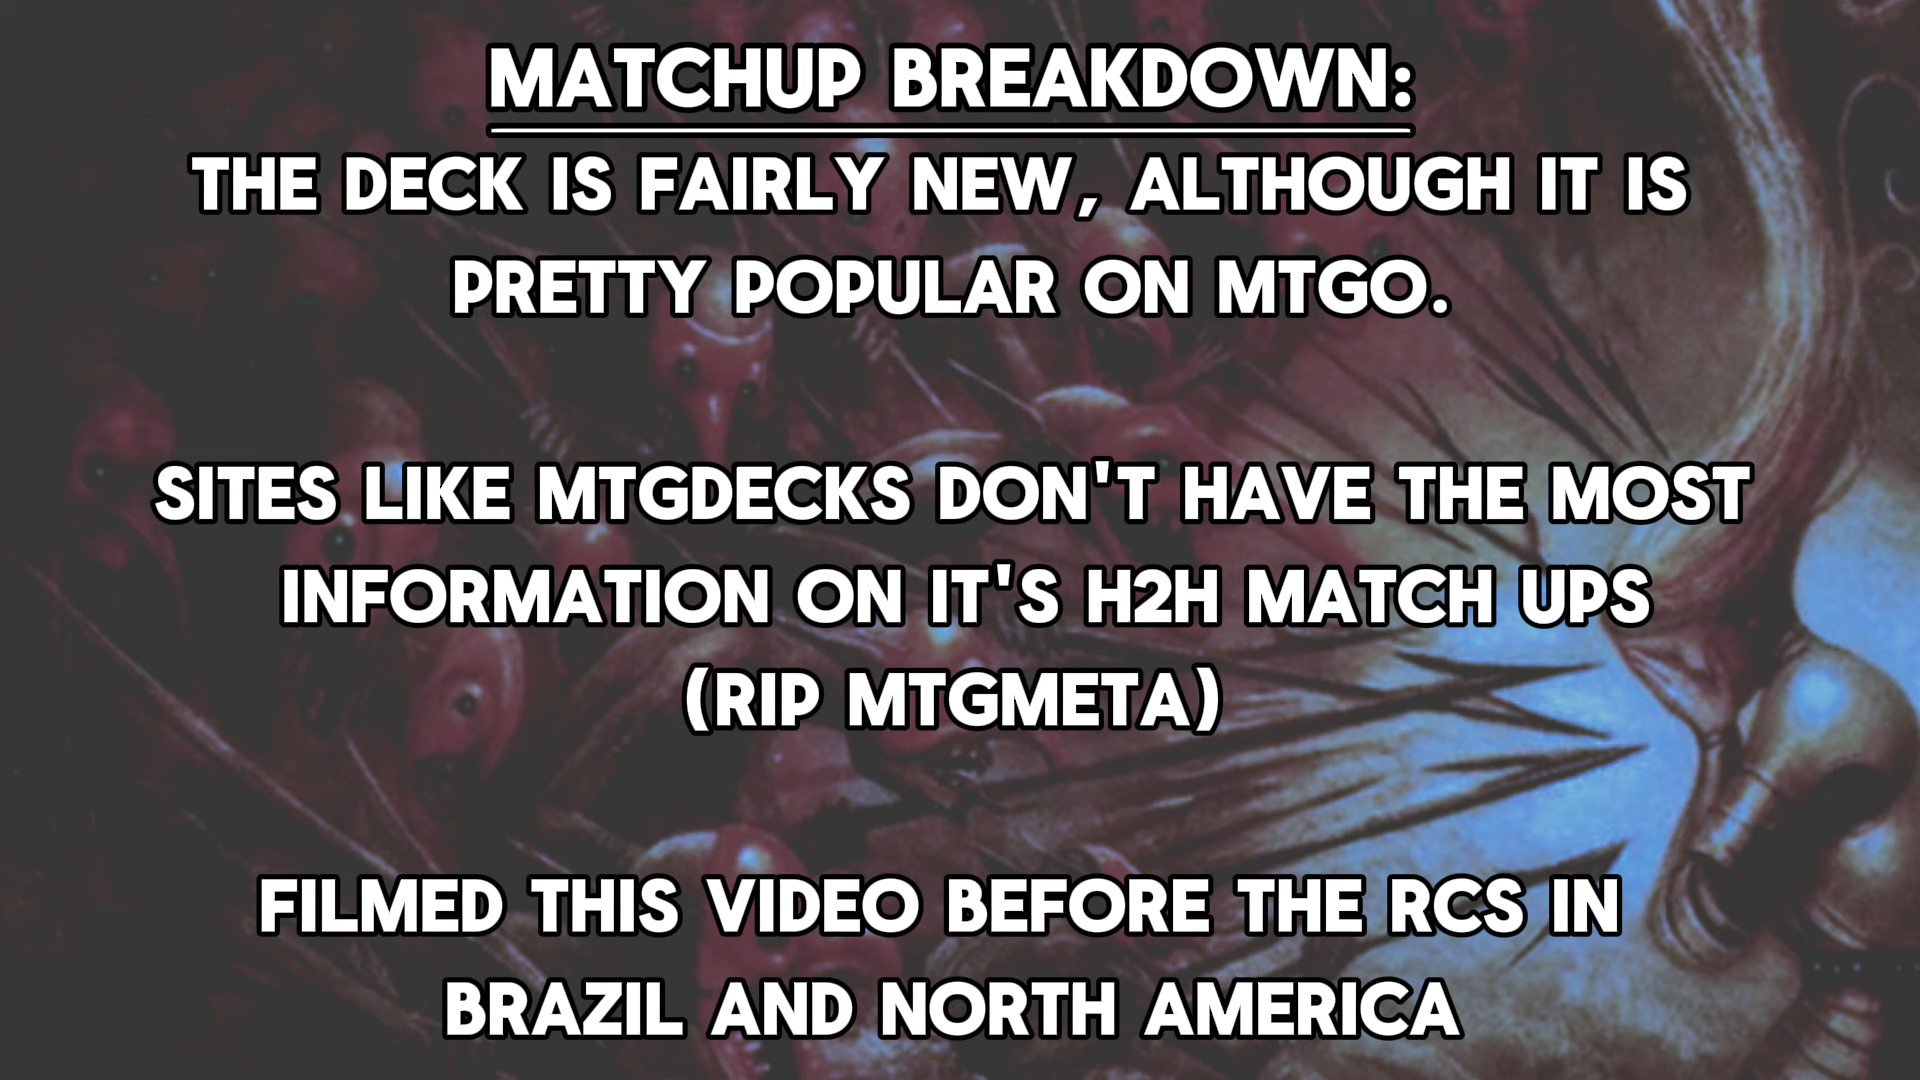 MATCHUP BREAKDOWN:
THE DECK IS FAIRLY NEW, ALTHOUGH IT IS
PRETTY POPULAR ON MTGO.
SITES LIKE MTGDECKS DON'T HAVE THE MOST
INFORMATION ON IT'S H2H MATCH UPS
(RIP MTGMETA)
FILMED THIS VIDEO BEFORE THE RCS IN
BRAZIL AND NORTH AMERICA